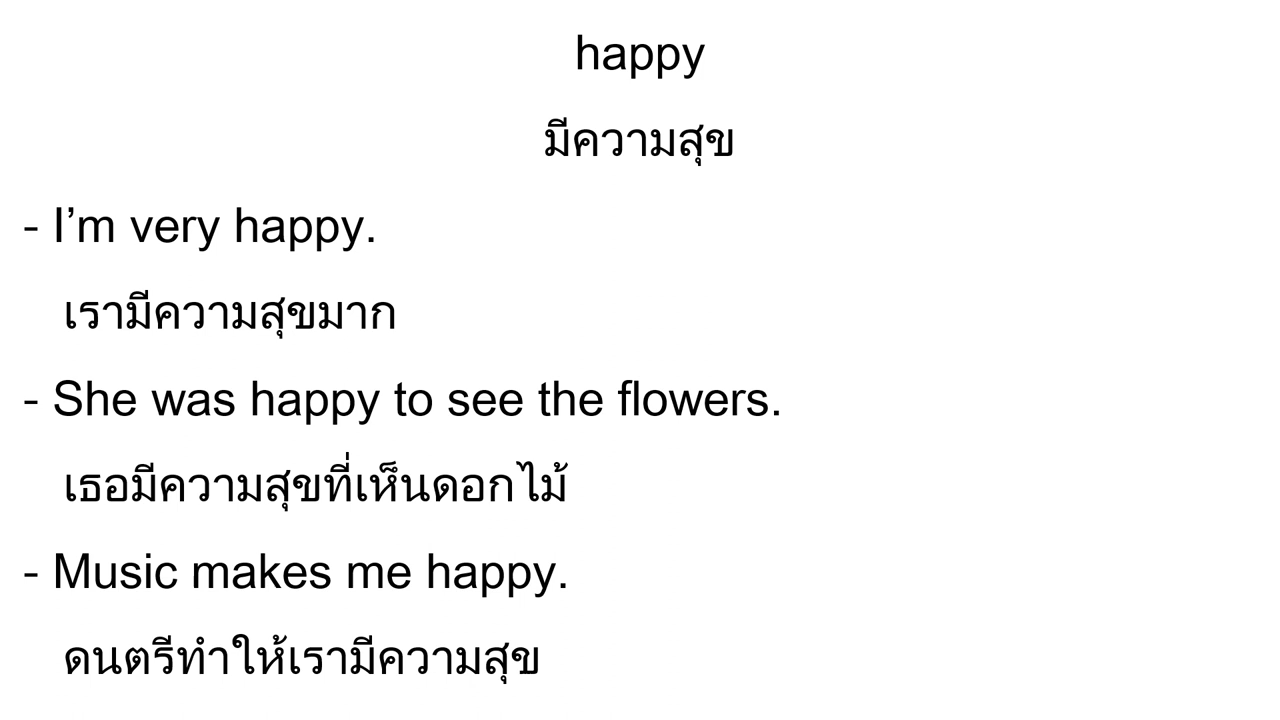 happy
มีความสุข
- I’m very happy.
เรามีความสุขมาก
- She was happy to see the flowers.
เธอมีความสุขที่เห็นดอกไม้
- Music makes me happy.
ดนตรีทำให้เรามีความสุข